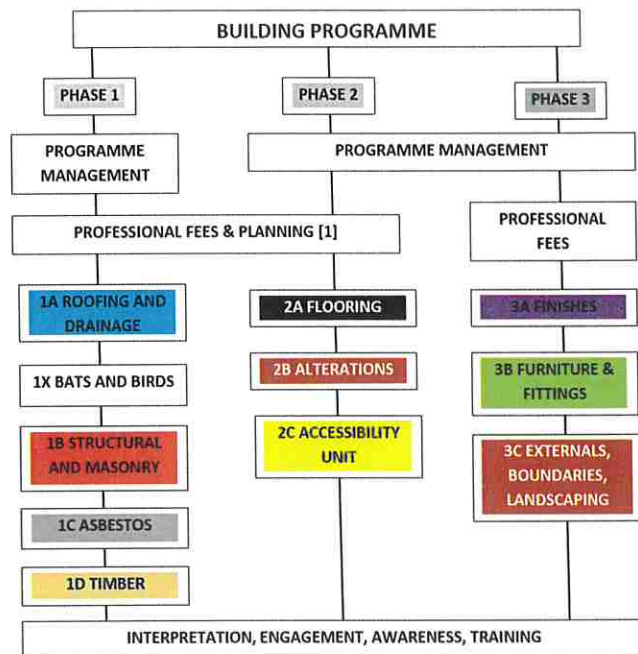 BUILDING PROGRAMME
PHASE 1
PHASE 2
PHASE 3
PROGRAMME
MANAGEMENT
PROGRAMME MANAGEMENT
PROFESSIONAL FEES & PLANNING [1]
PROFESSIONAL
FEES
1A ROOFING AND
DRAINAGE
2A FLOORING
3A FINISHES
1X BATS AND BIRDS
2B ALTERATIONS
3B FURNITURE &
FITTINGS
1B STRUCTURAL
AND MASONRY
2C ACCESSIBILITY
UNIT
3C EXTERNALS,
BOUNDARIES,
LANDSCAPING
1C ASBESTOS
1D TIMBER
INTERPRETATION, ENGAGEMENT, AWARENESS, TRAINING